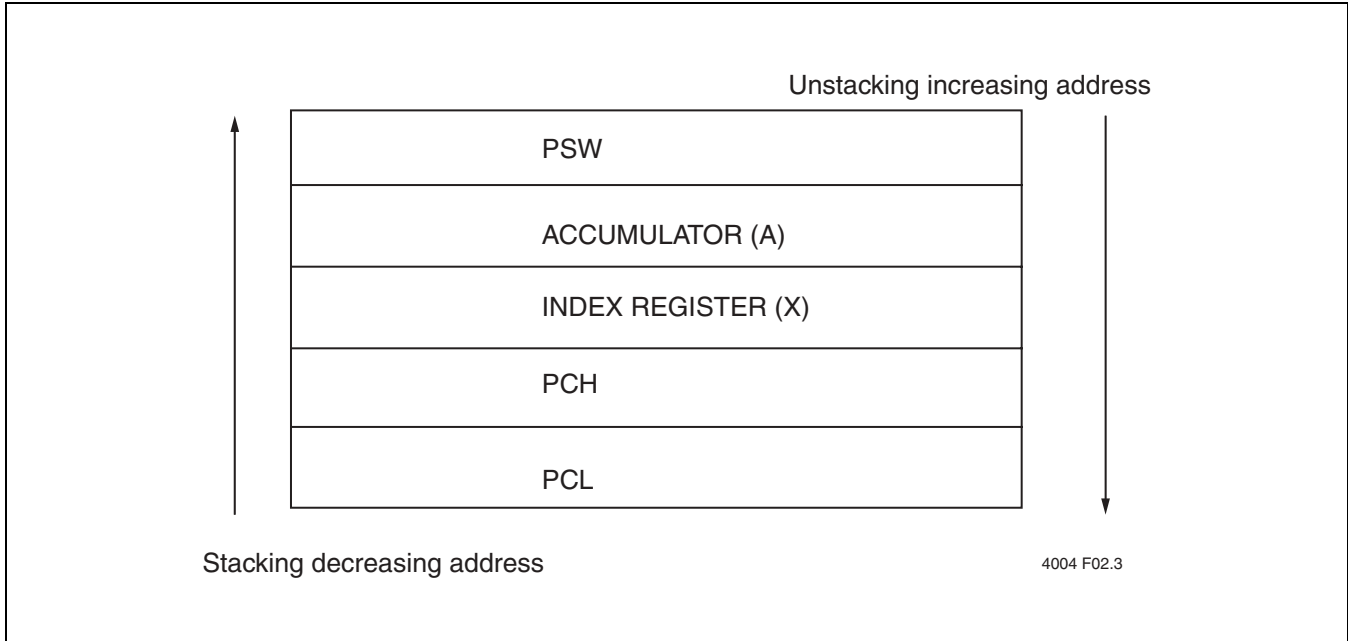 Unstacking increasing address
PSW
ACCUMULATOR (A)
INDEX REGISTER (X)
PCH
PCL
Stacking decreasing address
4004 F02.3